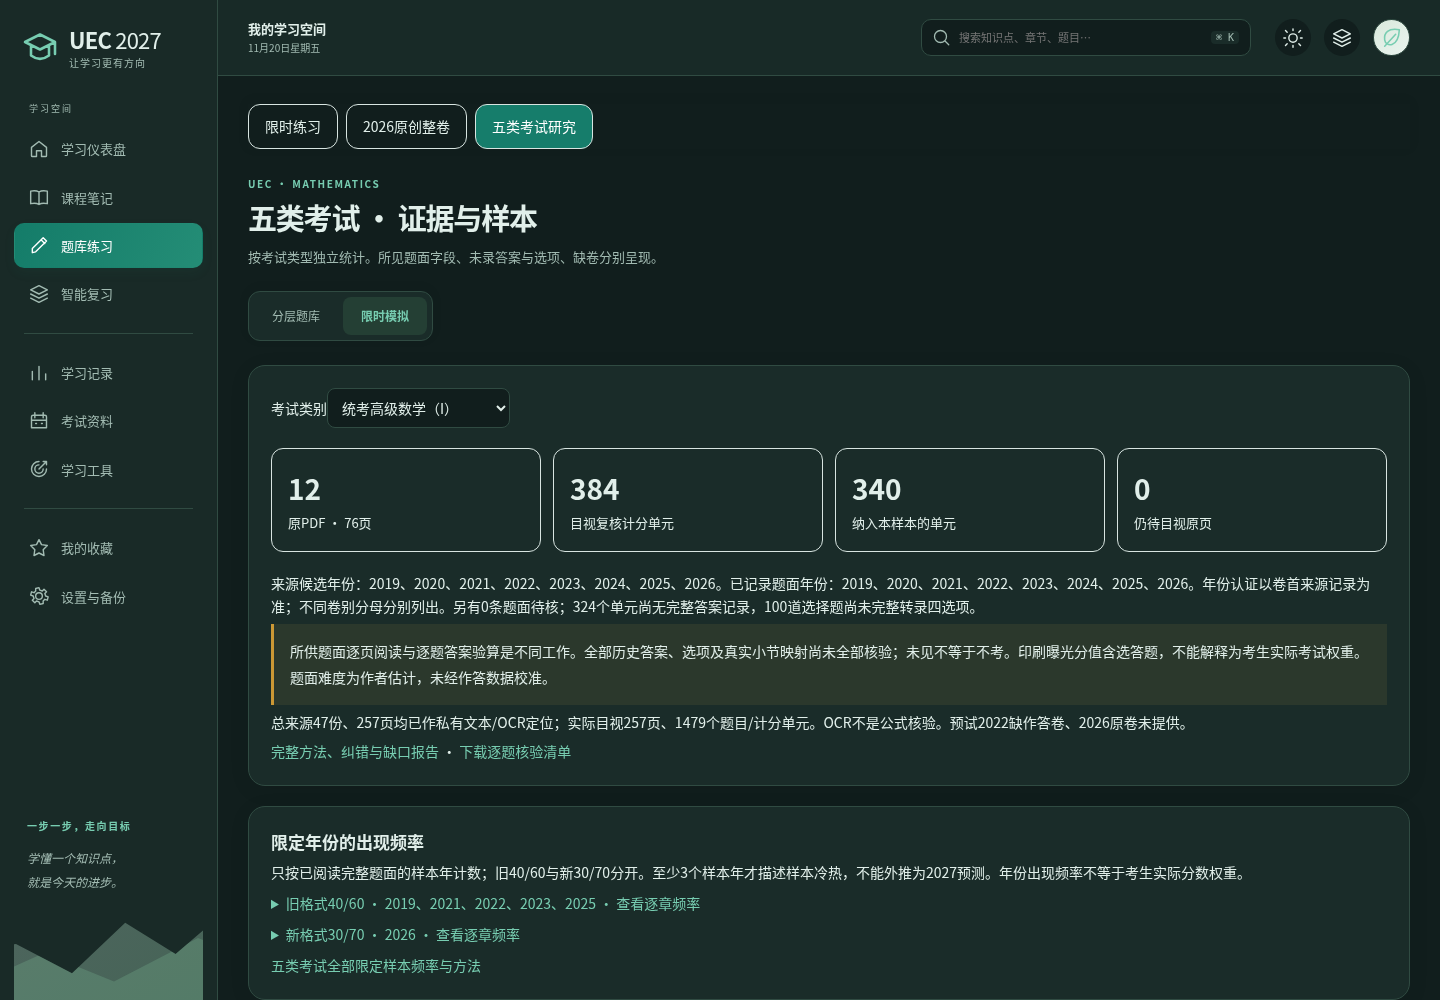 UEC 2027
让学习更有方向
学习空间
学习仪表盘
课程笔记
题库练习
智能复习
学习记录
考试资料
学习工具
我的收藏
设置与备份
一步一步，走向目标
学懂一个知识点，
就是今天的进步。
我的学习空间
11月20日星期五
搜索知识点、章节、题目…
⌘ K
限时练习
2026原创整卷
五类考试研究
UEC · MATHEMATICS
五类考试 · 证据与样本
按考试类型独立统计。所见题面字段、未录答案与选项、缺卷分别呈现。
分层题库
限时模拟
考试类别 统考高级数学（I）
12
原PDF · 76页
384
目视复核计分单元
340
纳入本样本的单元
0
仍待目视原页
来源候选年份：2019、2020、2021、2022、2023、2024、2025、2026。已记录题面年份：2019、2020、2021、2022、2023、2024、2025、2026。年份认证以卷首来源记录为
准；不同卷别分母分别列出。另有0条题面待核；324个单元尚无完整答案记录，100道选择题尚未完整转录四选项。
所供题面逐页阅读与逐题答案验算是不同工作。全部历史答案、选项及真实小节映射尚未全部核验；未见不等于不考。印刷曝光分值含选答题，不能解释为考生实际考试权重。
题面难度为作者估计，未经作答数据校准。
总来源47份、257页均已作私有文本/OCR定位；实际目视257页、1479个题目/计分单元。OCR不是公式核验。预试2022缺作答卷、2026原卷未提供。
完整方法、纠错与缺口报告 · 下载逐题核验清单
限定年份的出现频率
只按已阅读完整题面的样本年计数；旧40/60与新30/70分开。至少3个样本年才描述样本冷热，不能外推为2027预测。年份出现频率不等于考生实际分数权重。
▶ 旧格式40/60 · 2019、2021、2022、2023、2025 · 查看逐章频率
▶ 新格式30/70 · 2026 · 查看逐章频率
五类考试全部限定样本频率与方法